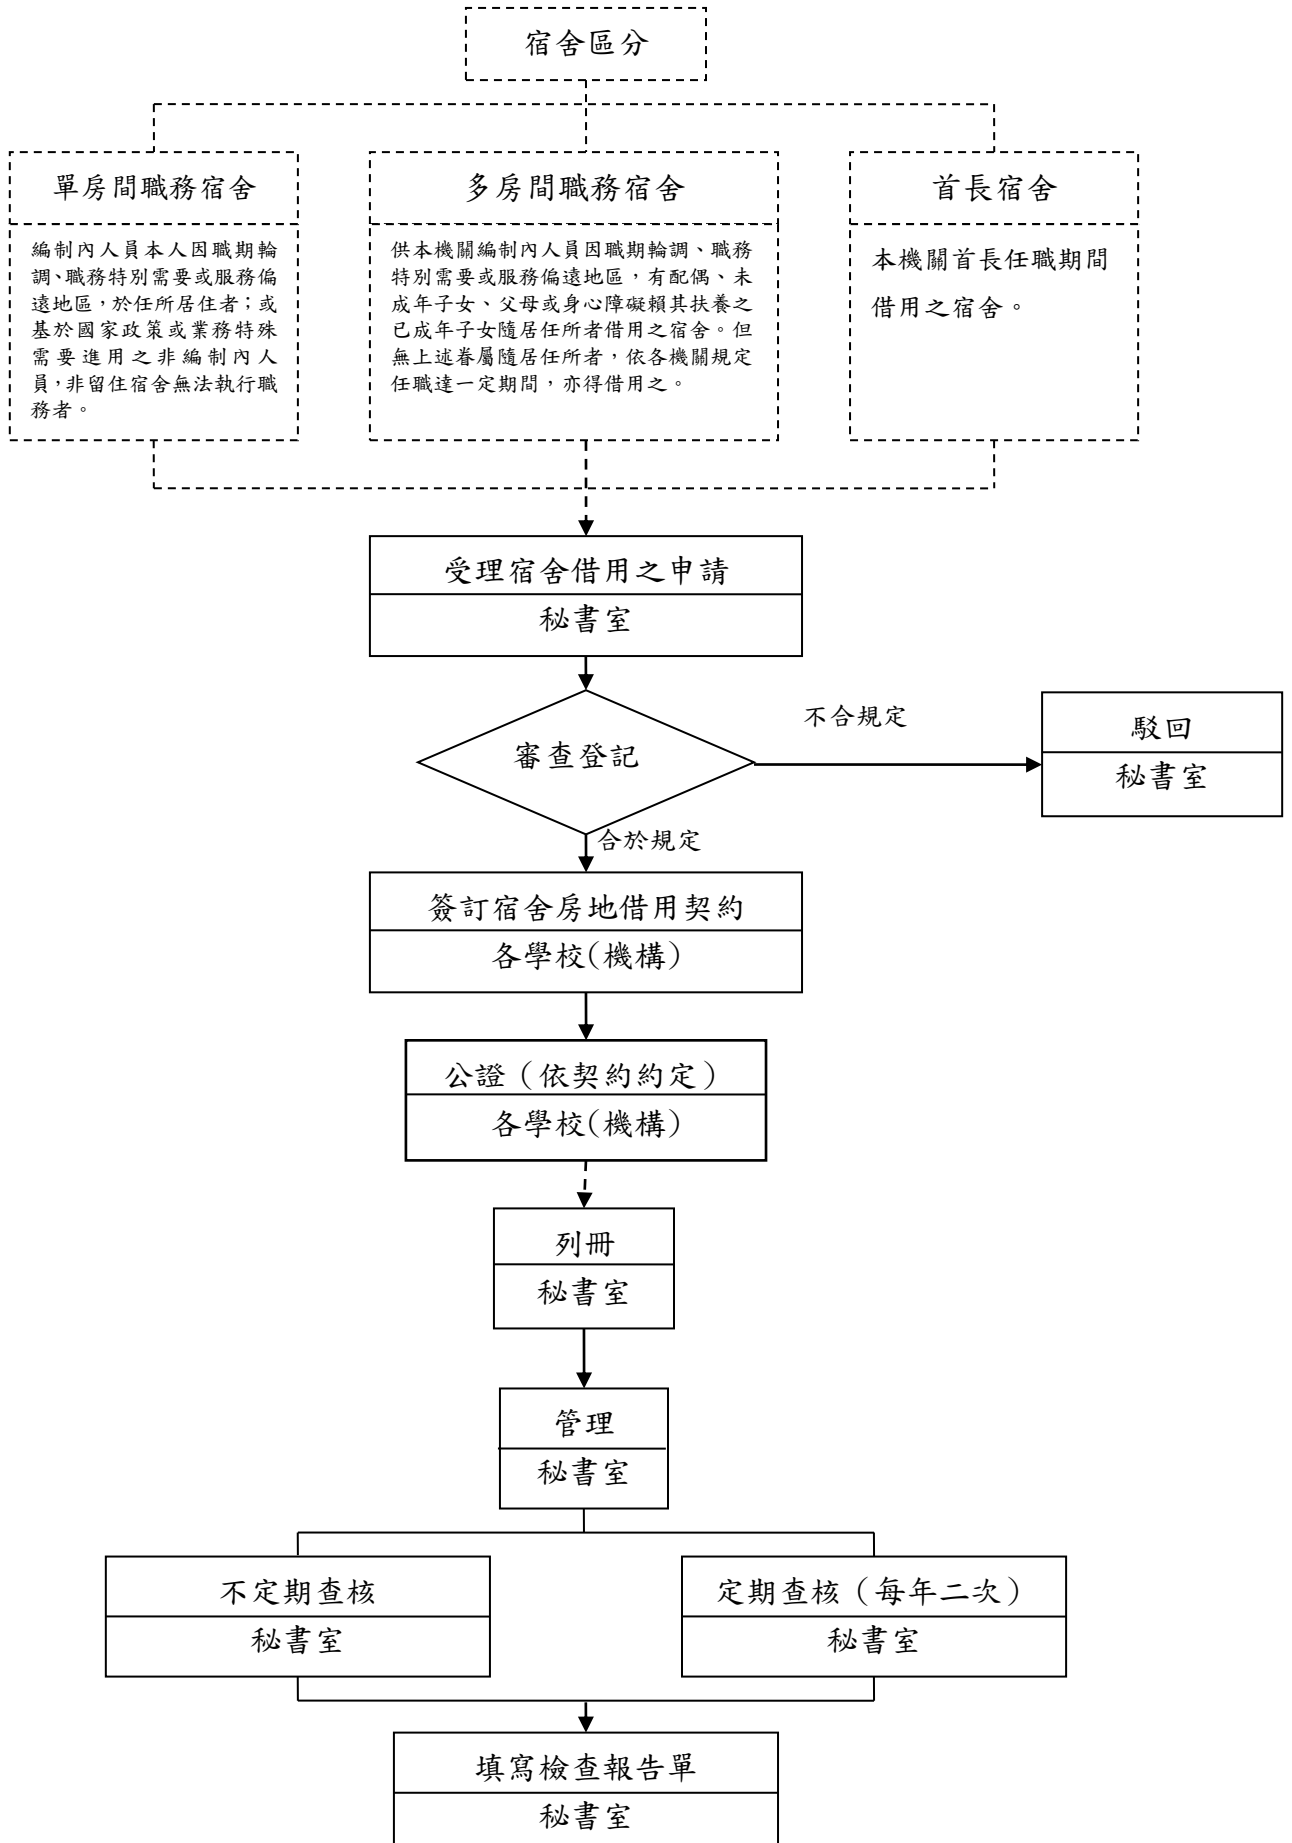 宿舍區分
單房間職務宿舍
編制內人員本人因職期輪
調、職務特別需要或服務偏
遠地區，於任所居住者；或
基於國家政策或業務特殊
需要進用之非編制內人
員，非留住宿舍無法執行職
務者。
多房間職務宿舍
供本機關編制內人員因職期輪調、職務
特別需要或服務偏遠地區，有配偶、未
成年子女、父母或身心障礙賴其扶養之
已成年子女隨居任所者借用之宿舍。但
無上述眷屬隨居任所者，依各機關規定
任職達一定期間，亦得借用之。
首長宿舍
本機關首長任職期間
借用之宿舍。
受理宿舍借用之申請
秘書室
審查登記
不合規定
駁回
秘書室
合於規定
簽訂宿舍房地借用契約
各學校(機構)
公證（依契約約定）
各學校(機構)
列冊
秘書室
管理
秘書室
不定期查核
秘書室
定期查核（每年二次）
秘書室
填寫檢查報告單
秘書室